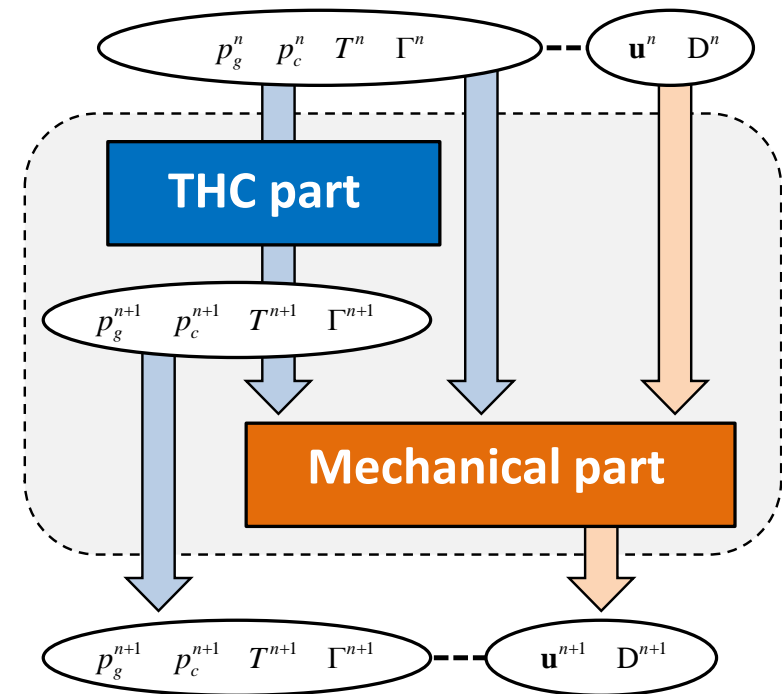 p_g^n p_c^n T^n Γ^n u^n D^n
THC part
p_g^{n+1} p_c^{n+1} T^{n+1} Γ^{n+1}
Mechanical part
p_g^{n+1} p_c^{n+1} T^{n+1} Γ^{n+1} u^{n+1} D^{n+1}